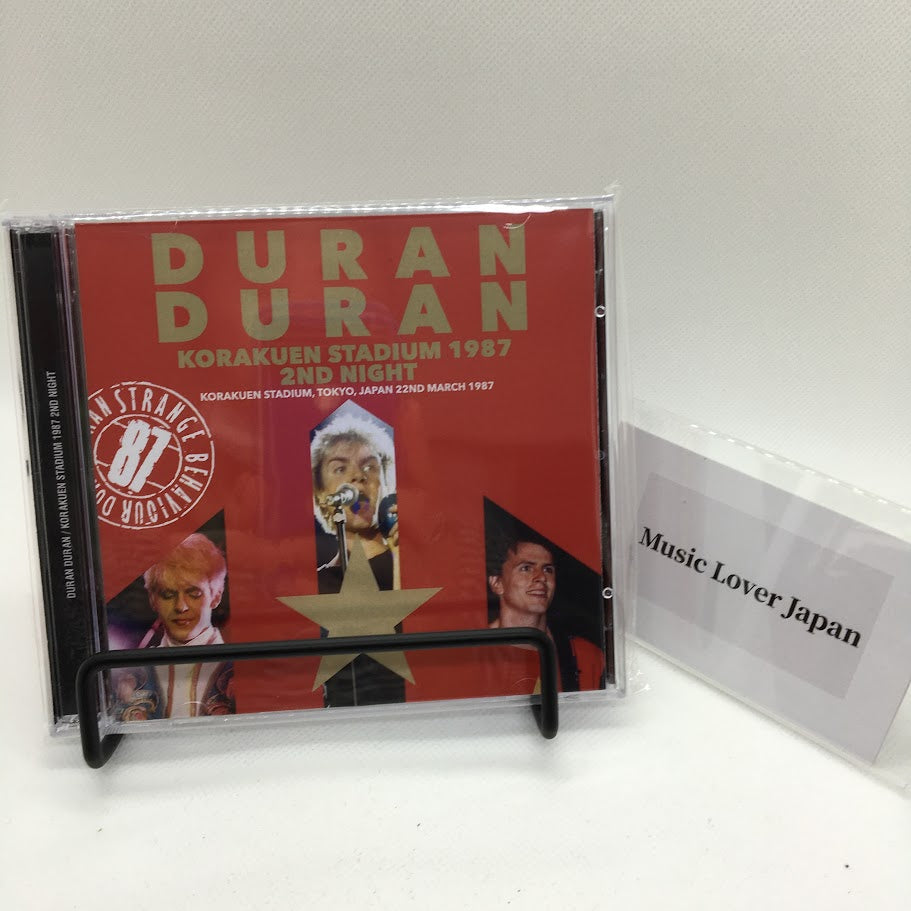 DURAN
DURAN
KORAKUEN STADIUM 1987
2ND NIGHT
KORAKUEN STADIUM, TOKYO, JAPAN 22ND MARCH 1987
STRANGE BEHAVIOUR
87
DURAN DURAN / KORAKUEN STADIUM 1987 2ND NIGHT
Music Lover Japan